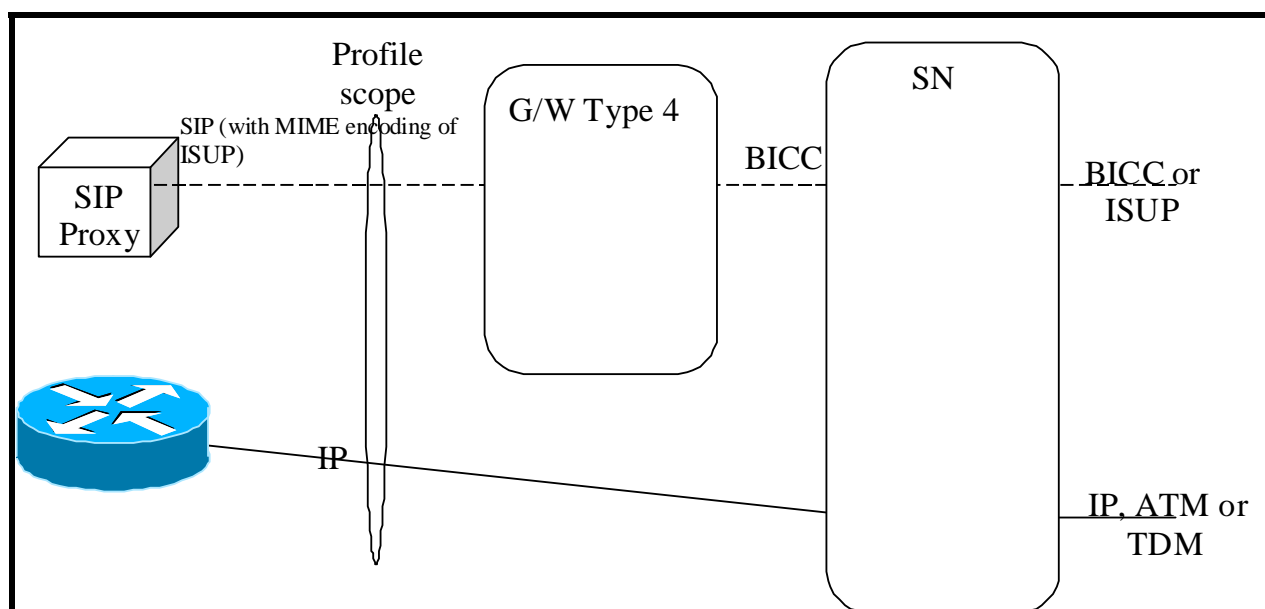 Profile
scope
SIP (with MIME encoding of
ISUP)
SIP
Proxy
G/W Type 4
BICC
SN
BICC or
ISUP
IP
IP, ATM or
TDM